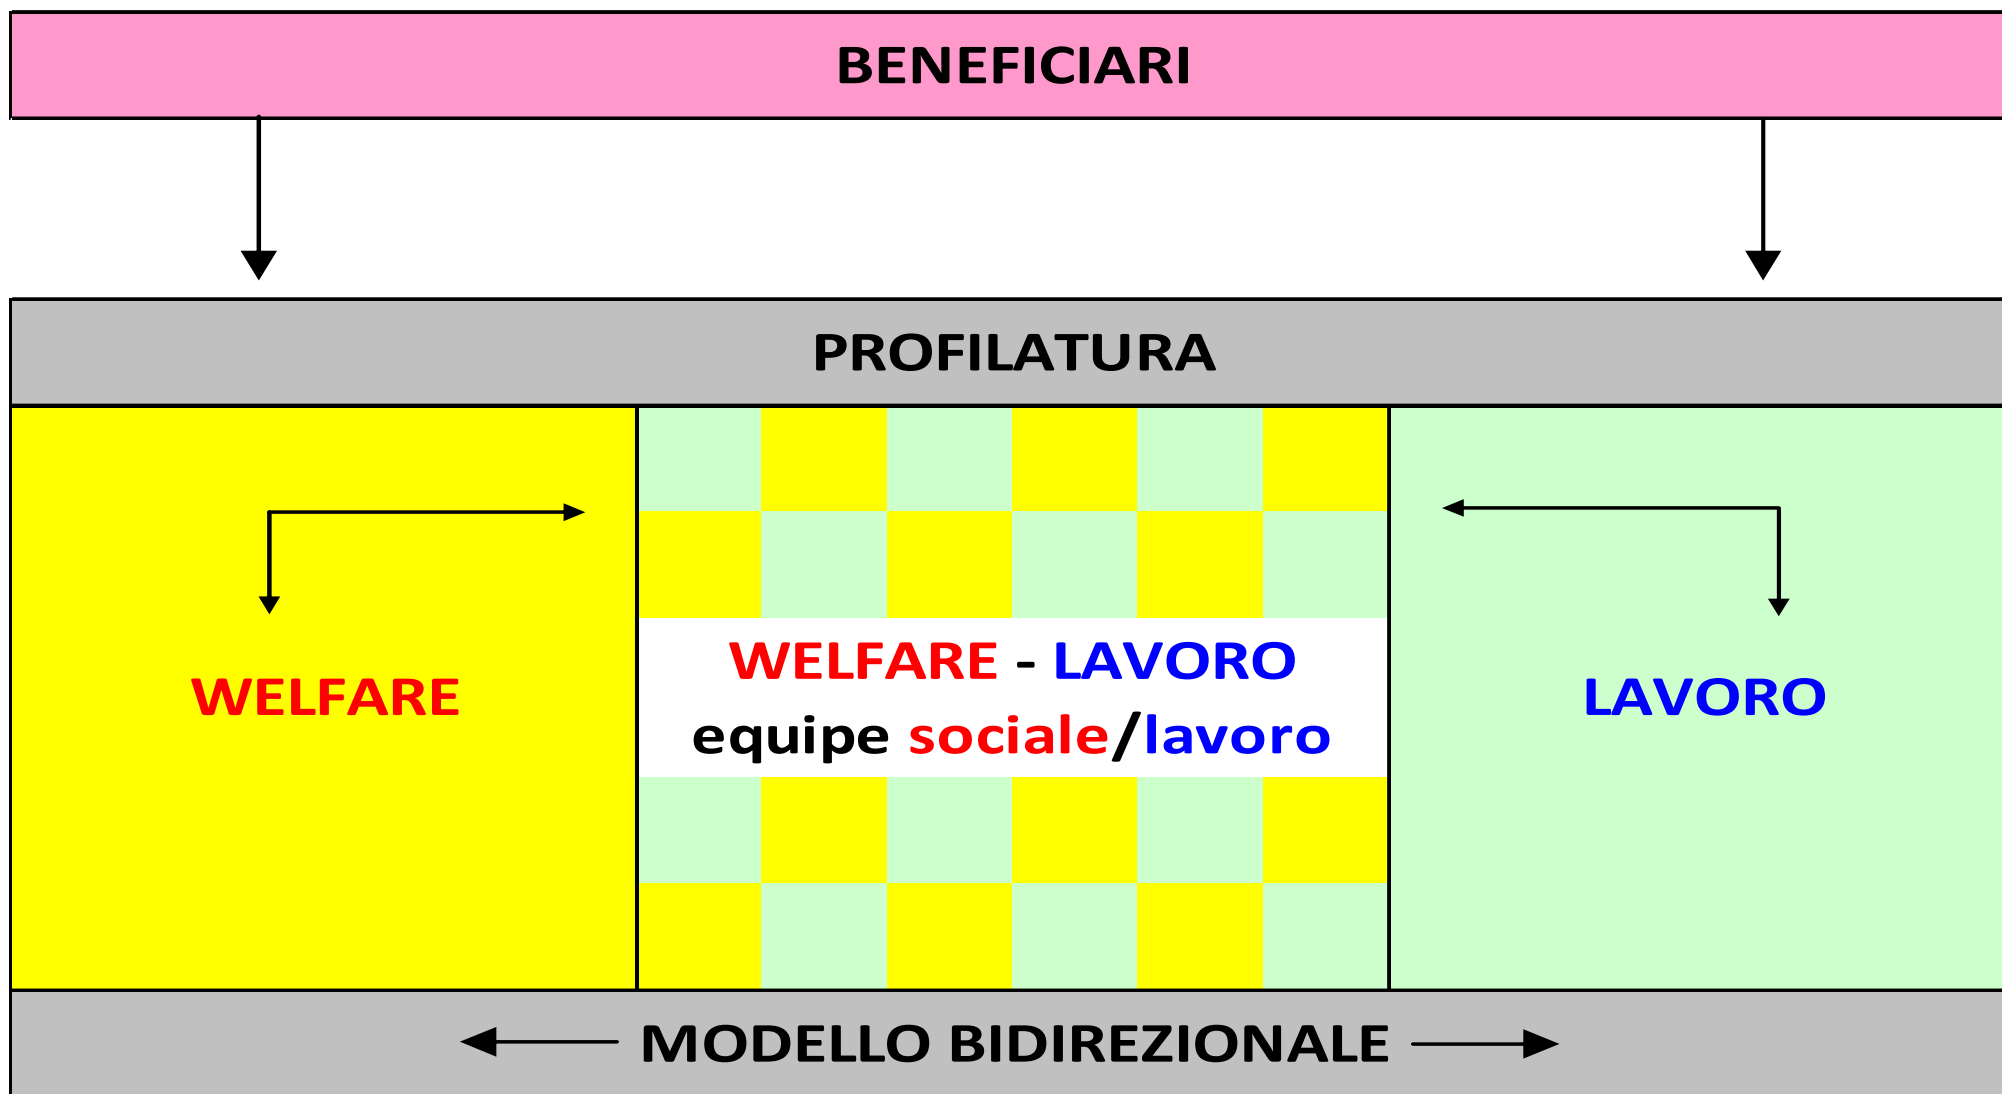 BENEFICIARI
PROFILATURA
WELFARE
WELFARE - LAVORO
equipe sociale/lavoro
LAVORO
MODELLO BIDIREZIONALE